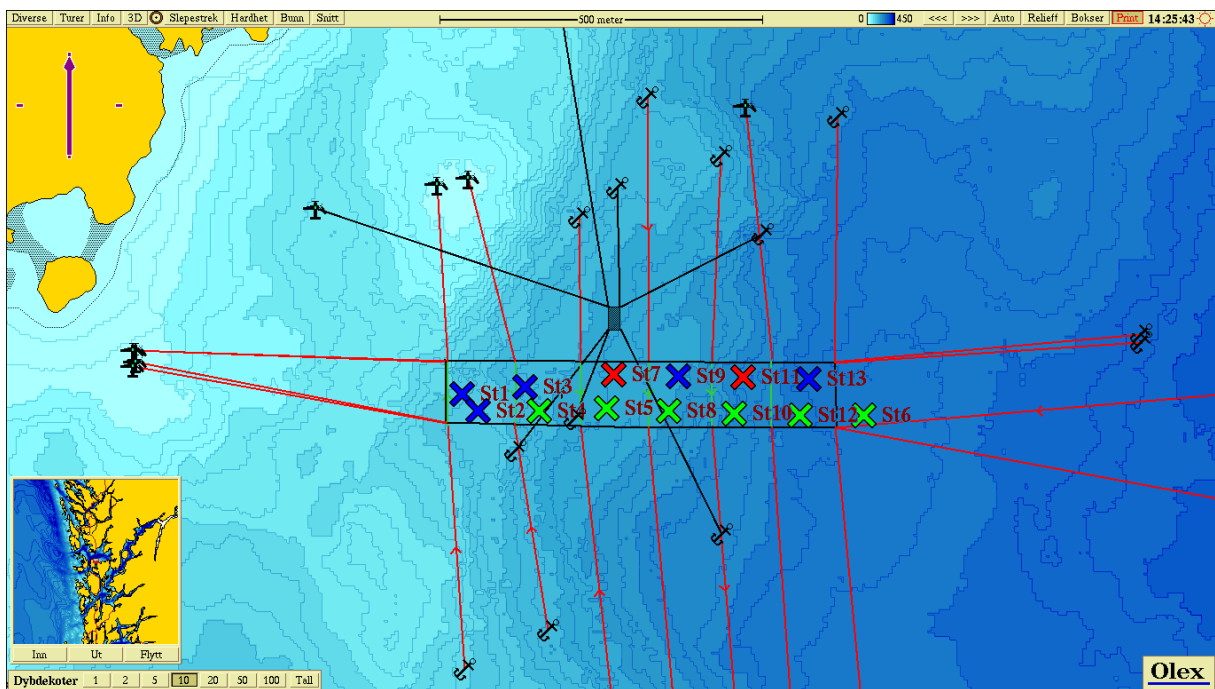 Diverse Turer Info 3D Slepestrek Hardhet Bunn Snitt 500 meter 0 450 <<< >>> Auto Relieff Bokser Print 14:25:43
St7 St9 St11 St13
St1 St3
St2 St4 St5 St8 St10 St12 St6
Inn Ut Flytt
Dybdekoter 1 2 5 10 20 50 100 Tall
Olex